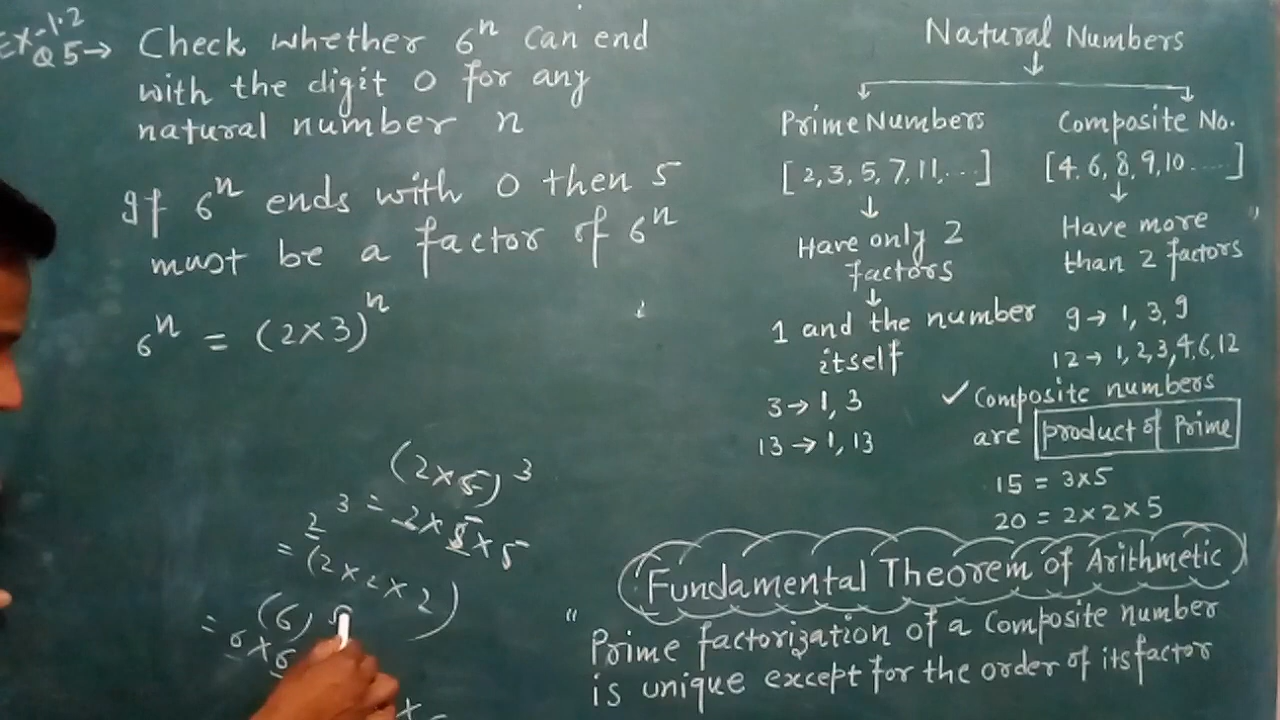 Ex-1.2
Q5→ Check whether 6ⁿ can end
with the digit 0 for any
natural number n
If 6ⁿ ends with 0 then 5
must be a factor of 6ⁿ
6ⁿ = (2×3)ⁿ
(2×5)³
2³ = 2×5×5
= (2×2×2)
= (6)
6×6
Natural Numbers
Prime Numbers
[2,3,5,7,11,...]
Have only 2
factors
1 and the number
itself
3→1,3
13→1,13
Composite No.
[4,6,8,9,10.....]
Have more
than 2 factors
9→1,3,9
12→1,2,3,4,6,12
✓ Composite numbers
are product of Prime
15 = 3×5
20 = 2×2×5
Fundamental Theorem of Arithmetic
"Prime factorization of a Composite number
is unique except for the order of its factor